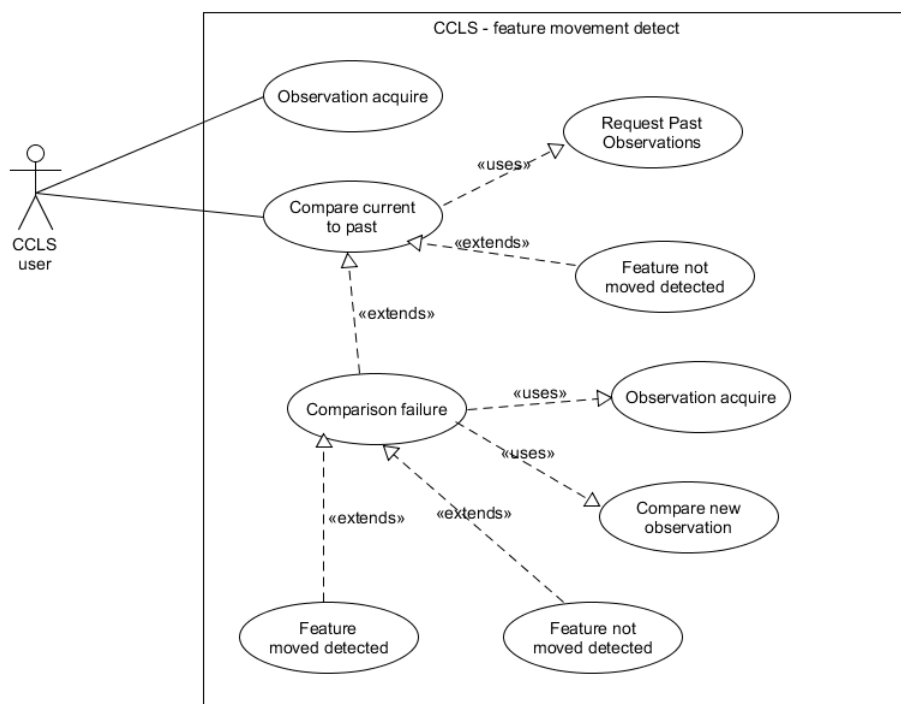 CCLS - feature movement detect
Observation acquire
Request Past
Observations
«uses»
Compare current
to past
«extends»
CCLS
user
Feature not
moved detected
«extends»
Comparison failure
«uses»
Observation acquire
«uses»
Compare new
observation
«extends»
«extends»
Feature
moved detected
Feature not
moved detected